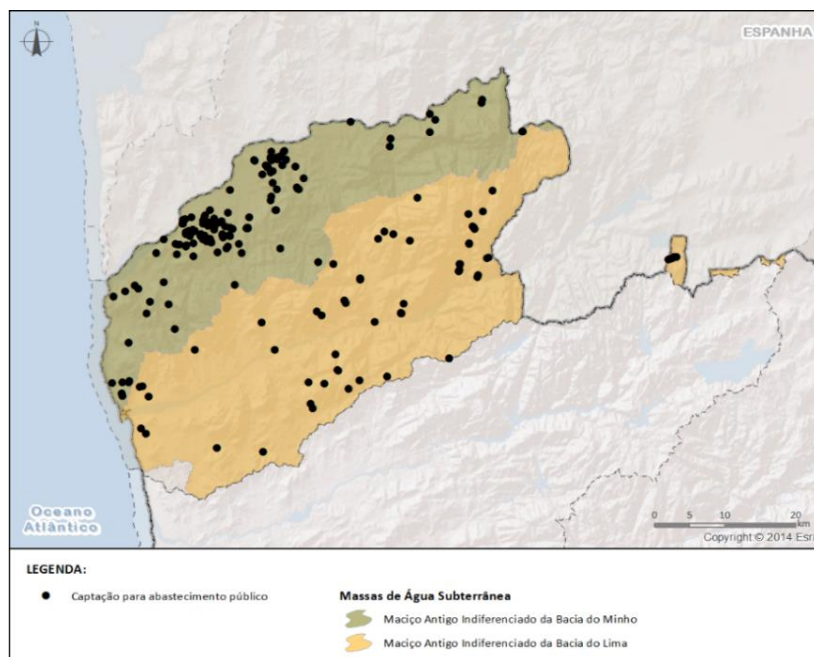 N
ESPANHA
Oceano
Atlântico
0 5 10 20
km
Copyright © 2014 Esri
LEGENDA:
Captação para abastecimento público
Massas de Água Subterrânea
Maciço Antigo Indiferenciado da Bacia do Minho
Maciço Antigo Indiferenciado da Bacia do Lima